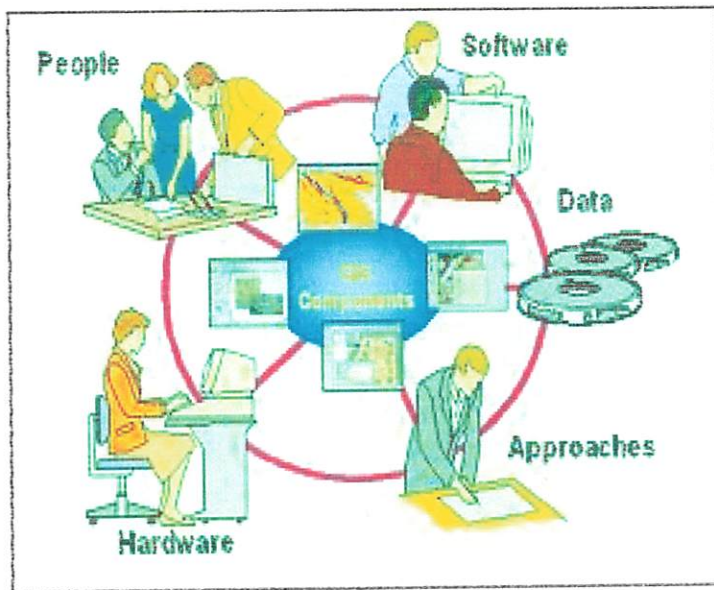 People
Software
Data
Components
Approaches
Hardware